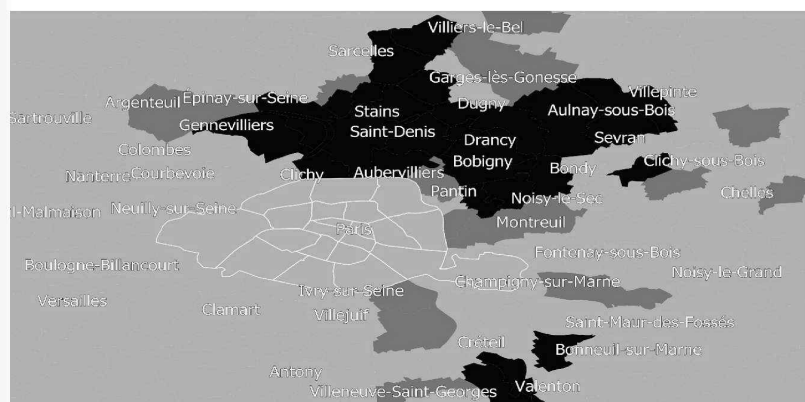 Villiers-le-Bel
Sarcelles
Garges-lès-Gonesse
Villepinte
Argenteuil
Épinay-sur-Seine
Dugny
Aulnay-sous-Bois
Sartrouville
Stains
Gennevilliers
Saint-Denis
Drancy
Sevran
Colombes
Bobigny
Clichy-sous-Bois
Nanterre
Courbevoie
Clichy
Aubervilliers
Bondy
Pantin
Chelles
l-Malmaison
Neuilly-sur-Seine
Noisy-le-Sec
Montreuil
Paris
Fontenay-sous-Bois
Boulogne-Billancourt
Noisy-le-Grand
Champigny-sur-Marne
Ivry-sur-Seine
Versailles
Clamart
Villejuif
Saint-Maur-des-Fossés
Créteil
Bonneuil-sur-Marne
Antony
Villeneuve-Saint-Georges
Valenton